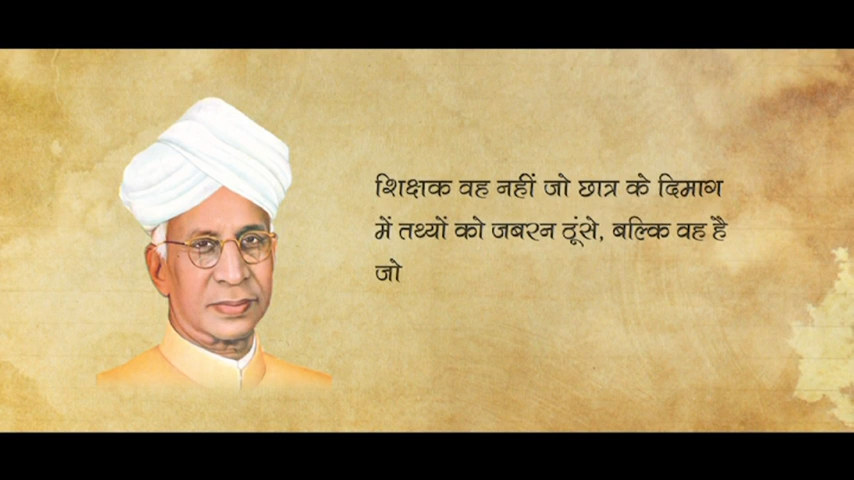 शिक्षक वह नहीं जो छात्र के दिमाग
में तथ्यों को जबरन ठूंसे, बल्कि वह है
जो